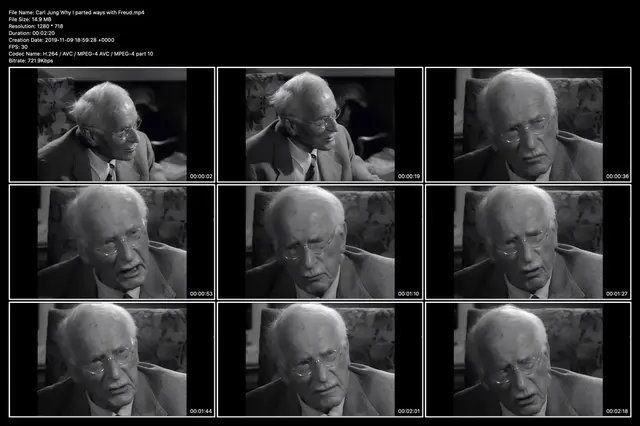 File Name: Carl Jung Why I parted ways with Freud.mp4
File Size: 14.9 MB
Resolution: 1280 * 718
Duration: 00:02:20
Creation Date: 2019-11-09 18:59:28 +0000
FPS: 30
Codec Name: H.264 / AVC / MPEG-4 AVC / MPEG-4 part 10
Bitrate: 721.9Kbps
00:00:02
00:00:19
00:00:36
00:00:53
00:01:10
00:01:27
00:01:44
00:02:01
00:02:18